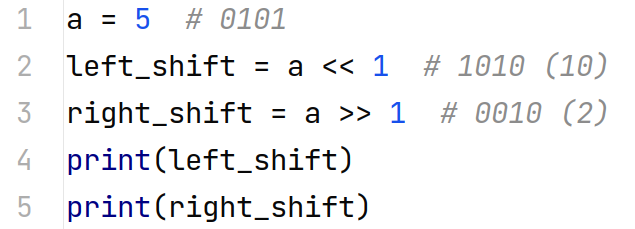 1 a = 5  # 0101
2 left_shift = a << 1  # 1010 (10)
3 right_shift = a >> 1  # 0010 (2)
4 print(left_shift)
5 print(right_shift)